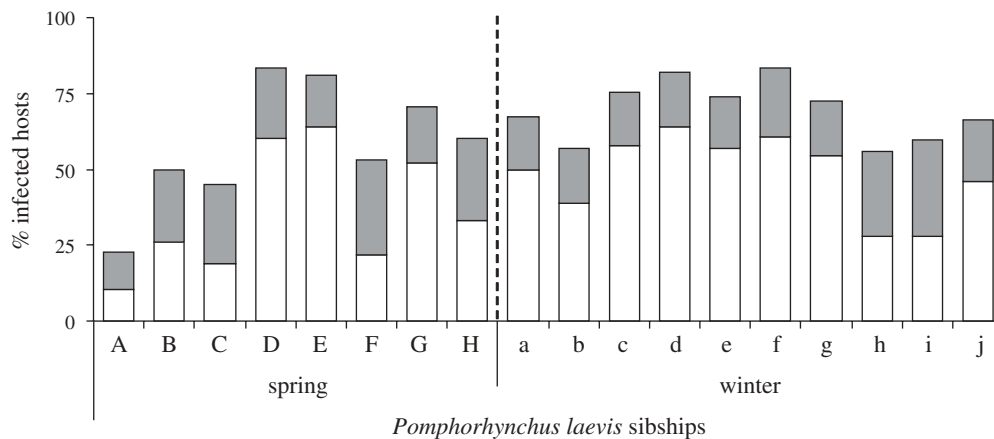 % infected hosts
100
75
50
25
0
A B C D E F G H a b c d e f g h i j
spring winter
Pomphorhynchus laevis sibships